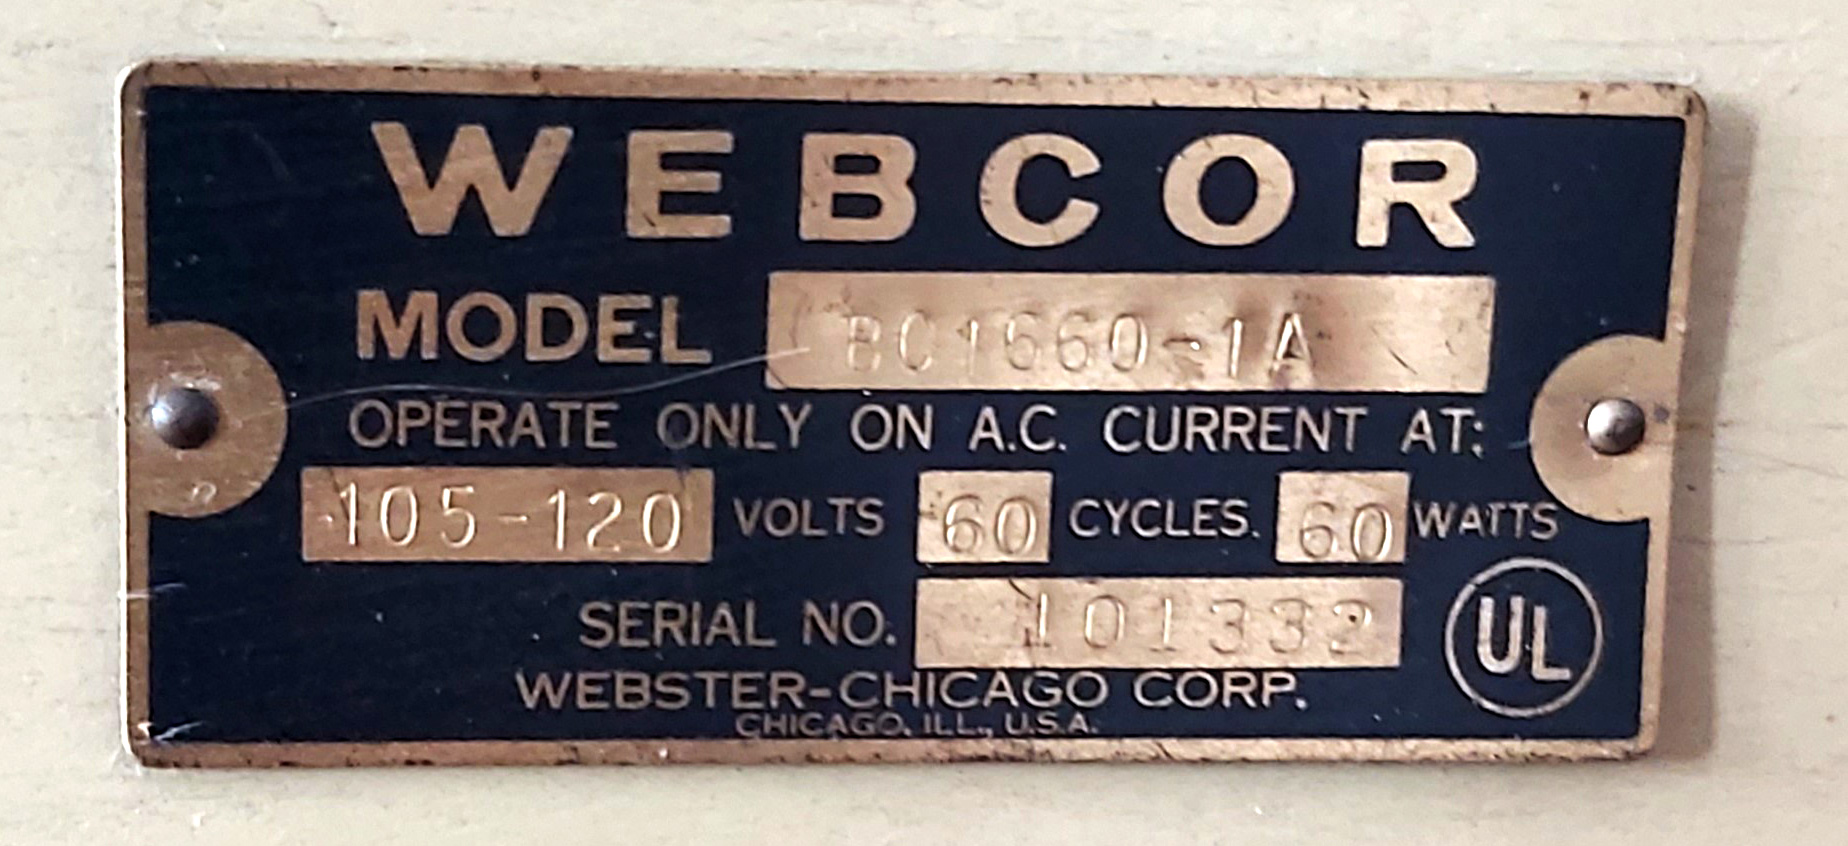 WEBCOR
MODEL BC1660-1A
OPERATE ONLY ON A.C. CURRENT AT:
105-120 VOLTS 60 CYCLES. 60 WATTS
SERIAL NO. 101332
UL
WEBSTER-CHICAGO CORP.
CHICAGO, ILL., U.S.A.